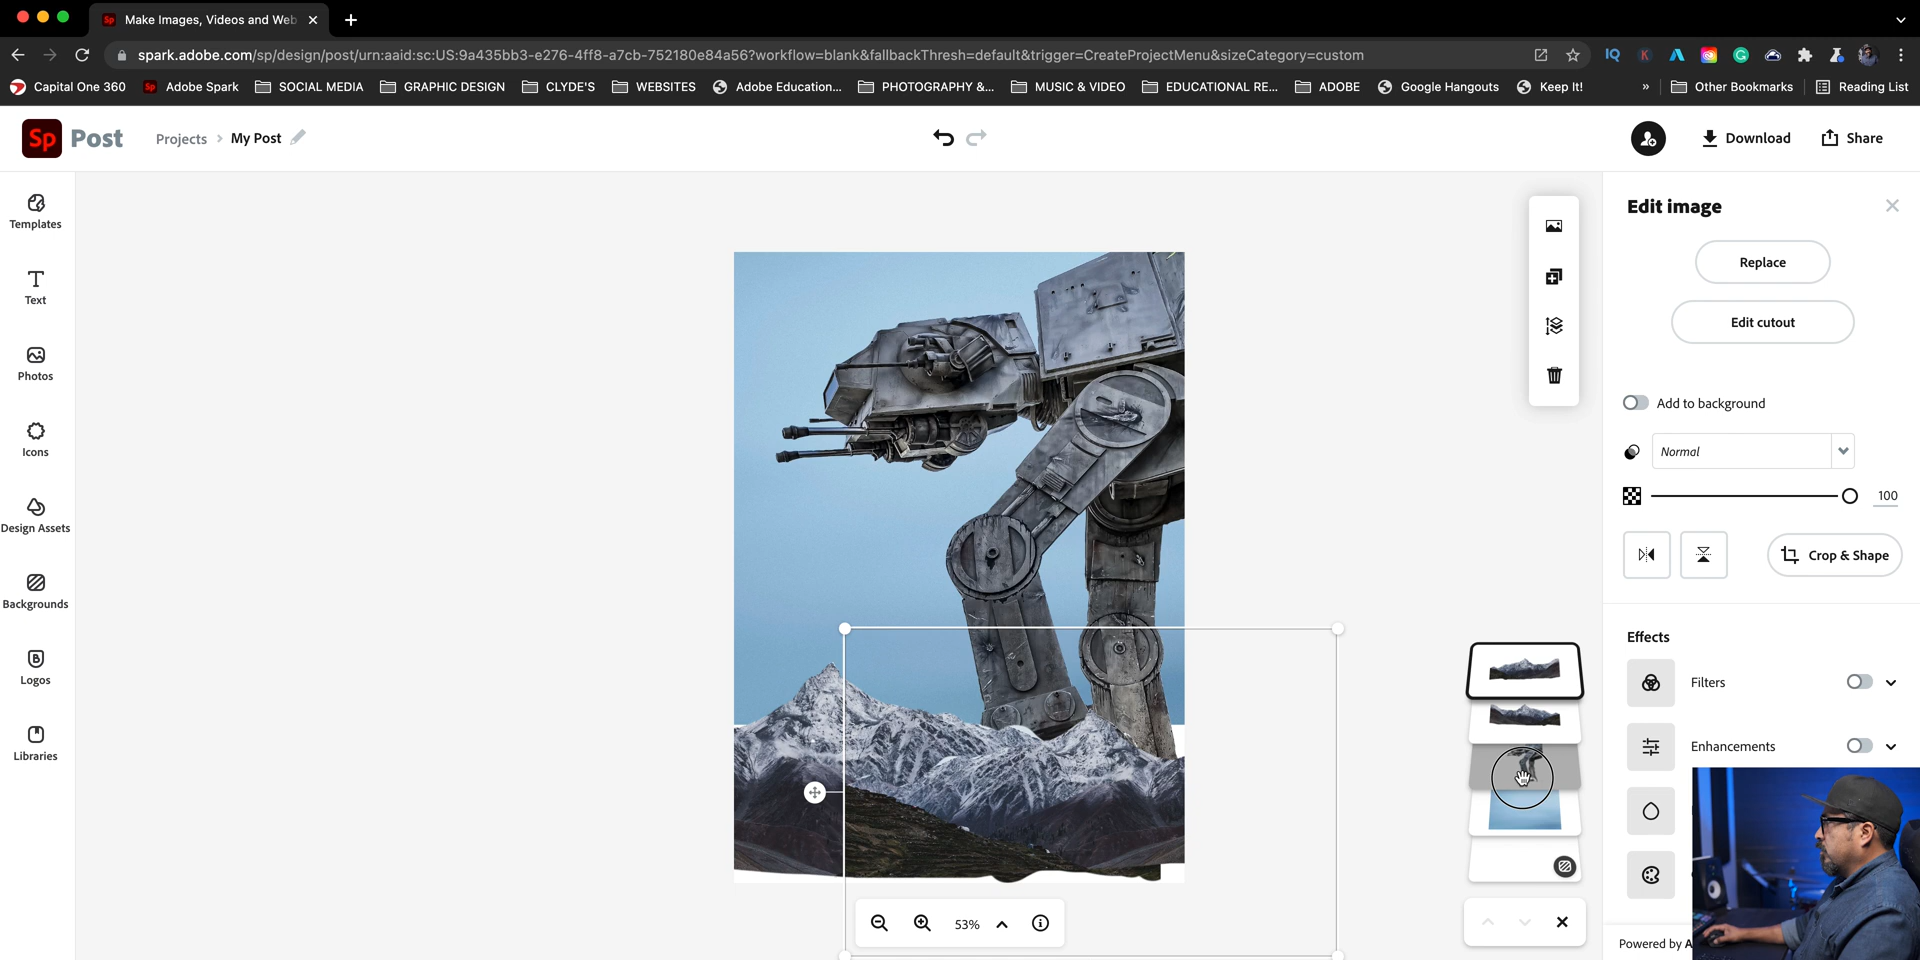 Sp Make Images, Videos and Web
spark.adobe.com/sp/design/post/urn:aaid:sc:US:9a435bb3-e276-4ff8-a7cb-752180e84a56?workflow=blank&fallbackThresh=default&trigger=CreateProjectMenu&sizeCategory=custom
IQ K G
Capital One 360 Sp Adobe Spark SOCIAL MEDIA GRAPHIC DESIGN CLYDE'S WEBSITES Adobe Education... PHOTOGRAPHY &... MUSIC & VIDEO EDUCATIONAL RE... ADOBE Google Hangouts Keep It! » Other Bookmarks Reading List
Sp Post Projects > My Post Download Share
Templates
Text
Photos
Icons
Design Assets
Backgrounds
Logos
Libraries
Edit image
Replace
Edit cutout
Add to background
Normal
100
Crop & Shape
Effects
Filters
Enhancements
53%
Powered by A